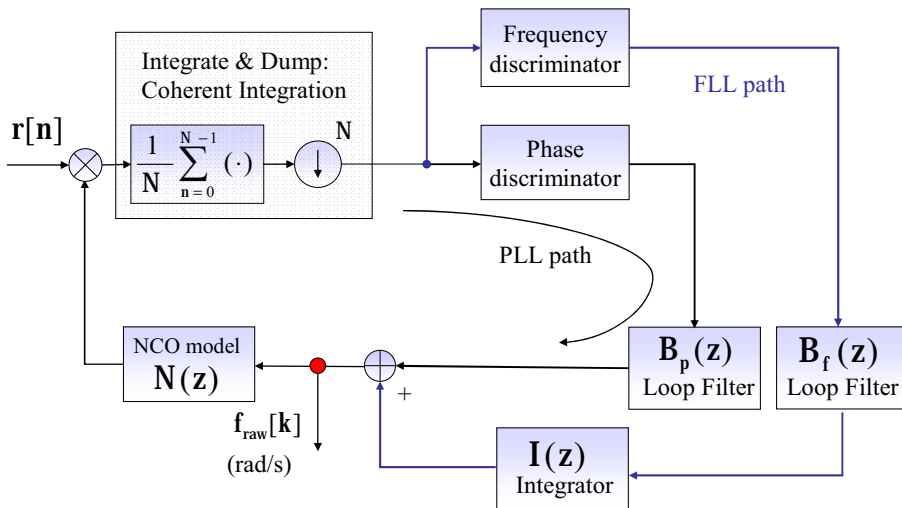 Integrate & Dump:
Coherent Integration
r[n]
1/N ∑ n = 0 N −1 (·)
N
↓
Frequency
discriminator
FLL path
Phase
discriminator
PLL path
NCO model
N(z)
+
f_raw[k]
(rad/s)
B_p(z)
Loop Filter
B_f(z)
Loop Filter
I(z)
Integrator